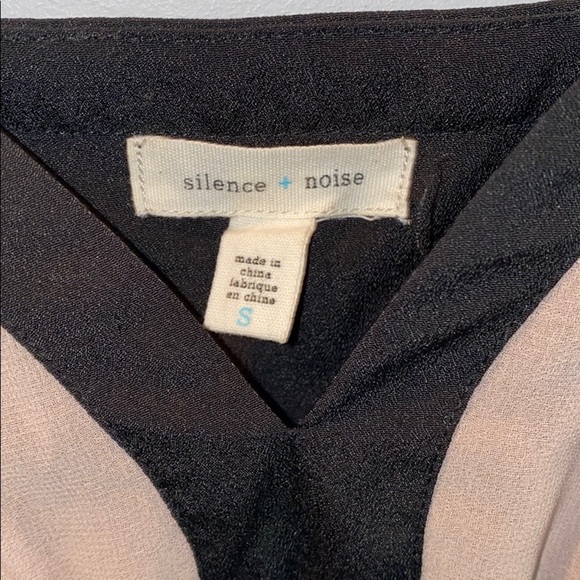 silence + noise
made in
china
fabrique
en chine
S